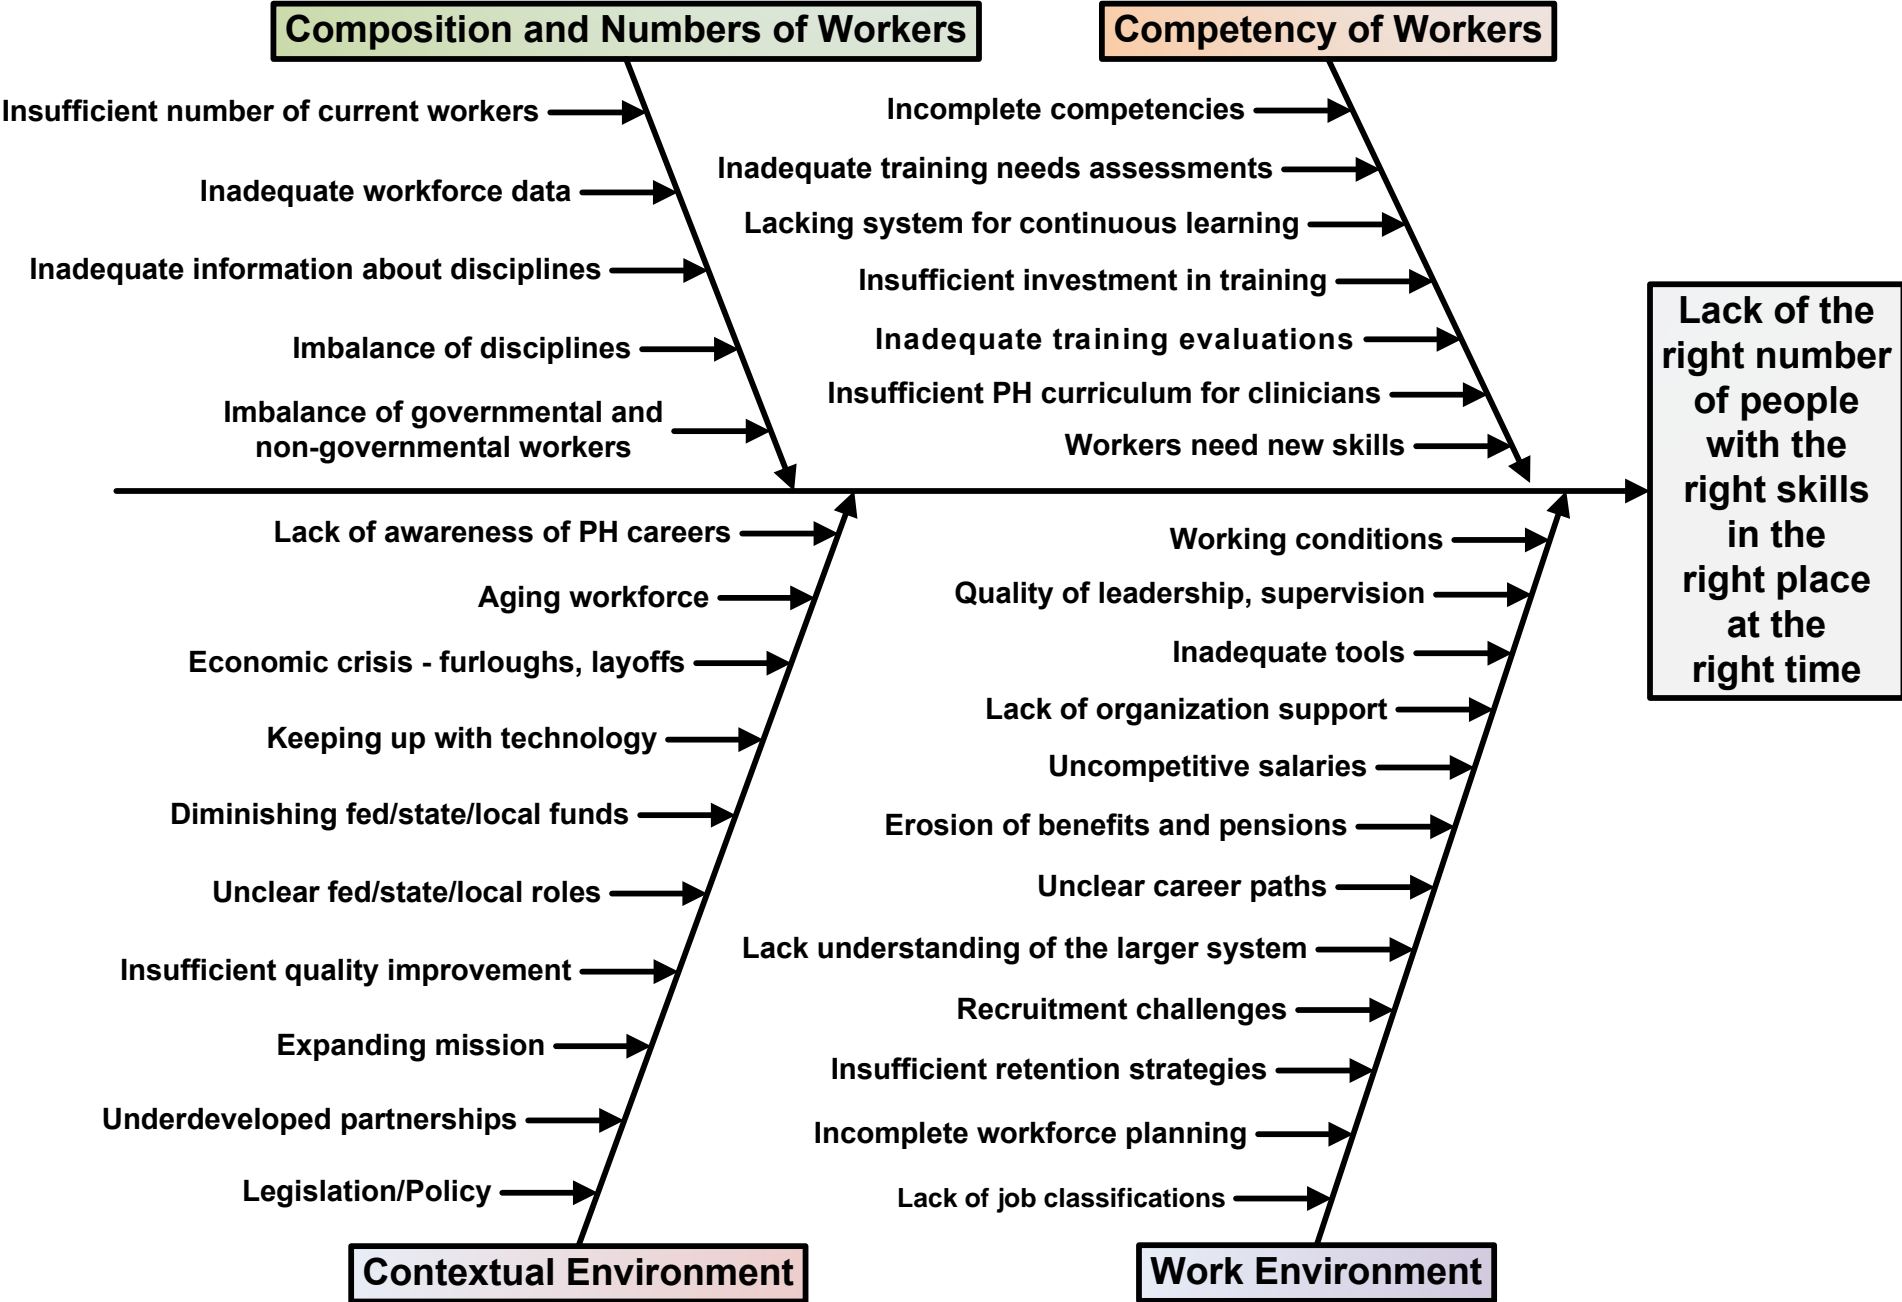 Composition and Numbers of Workers
Insufficient number of current workers
Inadequate workforce data
Inadequate information about disciplines
Imbalance of disciplines
Imbalance of governmental and
non-governmental workers
Competency of Workers
Incomplete competencies
Inadequate training needs assessments
Lacking system for continuous learning
Insufficient investment in training
Inadequate training evaluations
Insufficient PH curriculum for clinicians
Workers need new skills
Lack of awareness of PH careers
Aging workforce
Economic crisis - furloughs, layoffs
Keeping up with technology
Diminishing fed/state/local funds
Unclear fed/state/local roles
Insufficient quality improvement
Expanding mission
Underdeveloped partnerships
Legislation/Policy
Contextual Environment
Working conditions
Quality of leadership, supervision
Inadequate tools
Lack of organization support
Uncompetitive salaries
Erosion of benefits and pensions
Unclear career paths
Lack understanding of the larger system
Recruitment challenges
Insufficient retention strategies
Incomplete workforce planning
Lack of job classifications
Work Environment
Lack of the
right number
of people
with the
right skills
in the
right place
at the
right time